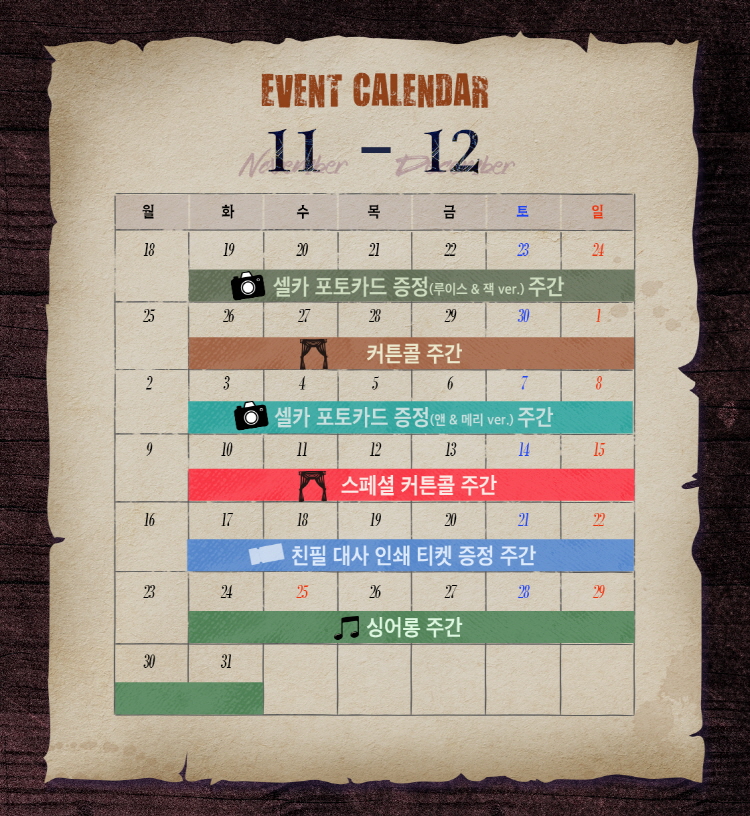 EVENT CALENDAR
11 - 12
November December
월 화 수 목 금 토 일
18 19 20 21 22 23 24
셀카 포토카드 증정(루이스 & 잭 ver.) 주간
25 26 27 28 29 30 1
커튼콜 주간
2 3 4 5 6 7 8
셀카 포토카드 증정(앤 & 메리 ver.) 주간
9 10 11 12 13 14 15
스페셜 커튼콜 주간
16 17 18 19 20 21 22
친필 대사 인쇄 티켓 증정 주간
23 24 25 26 27 28 29
싱어롱 주간
30 31